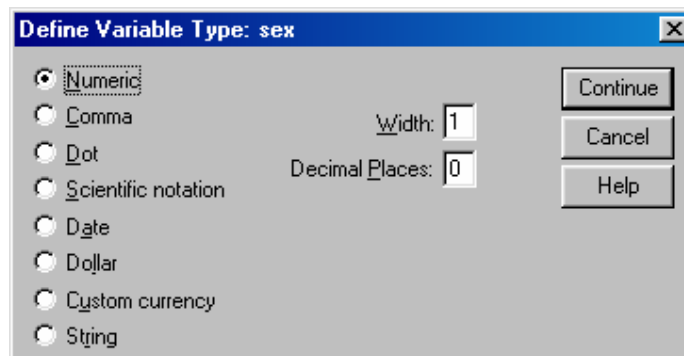 Define Variable Type: sex
Numeric
Comma
Dot
Scientific notation
Date
Dollar
Custom currency
String
Width: 1
Decimal Places: 0
Continue
Cancel
Help